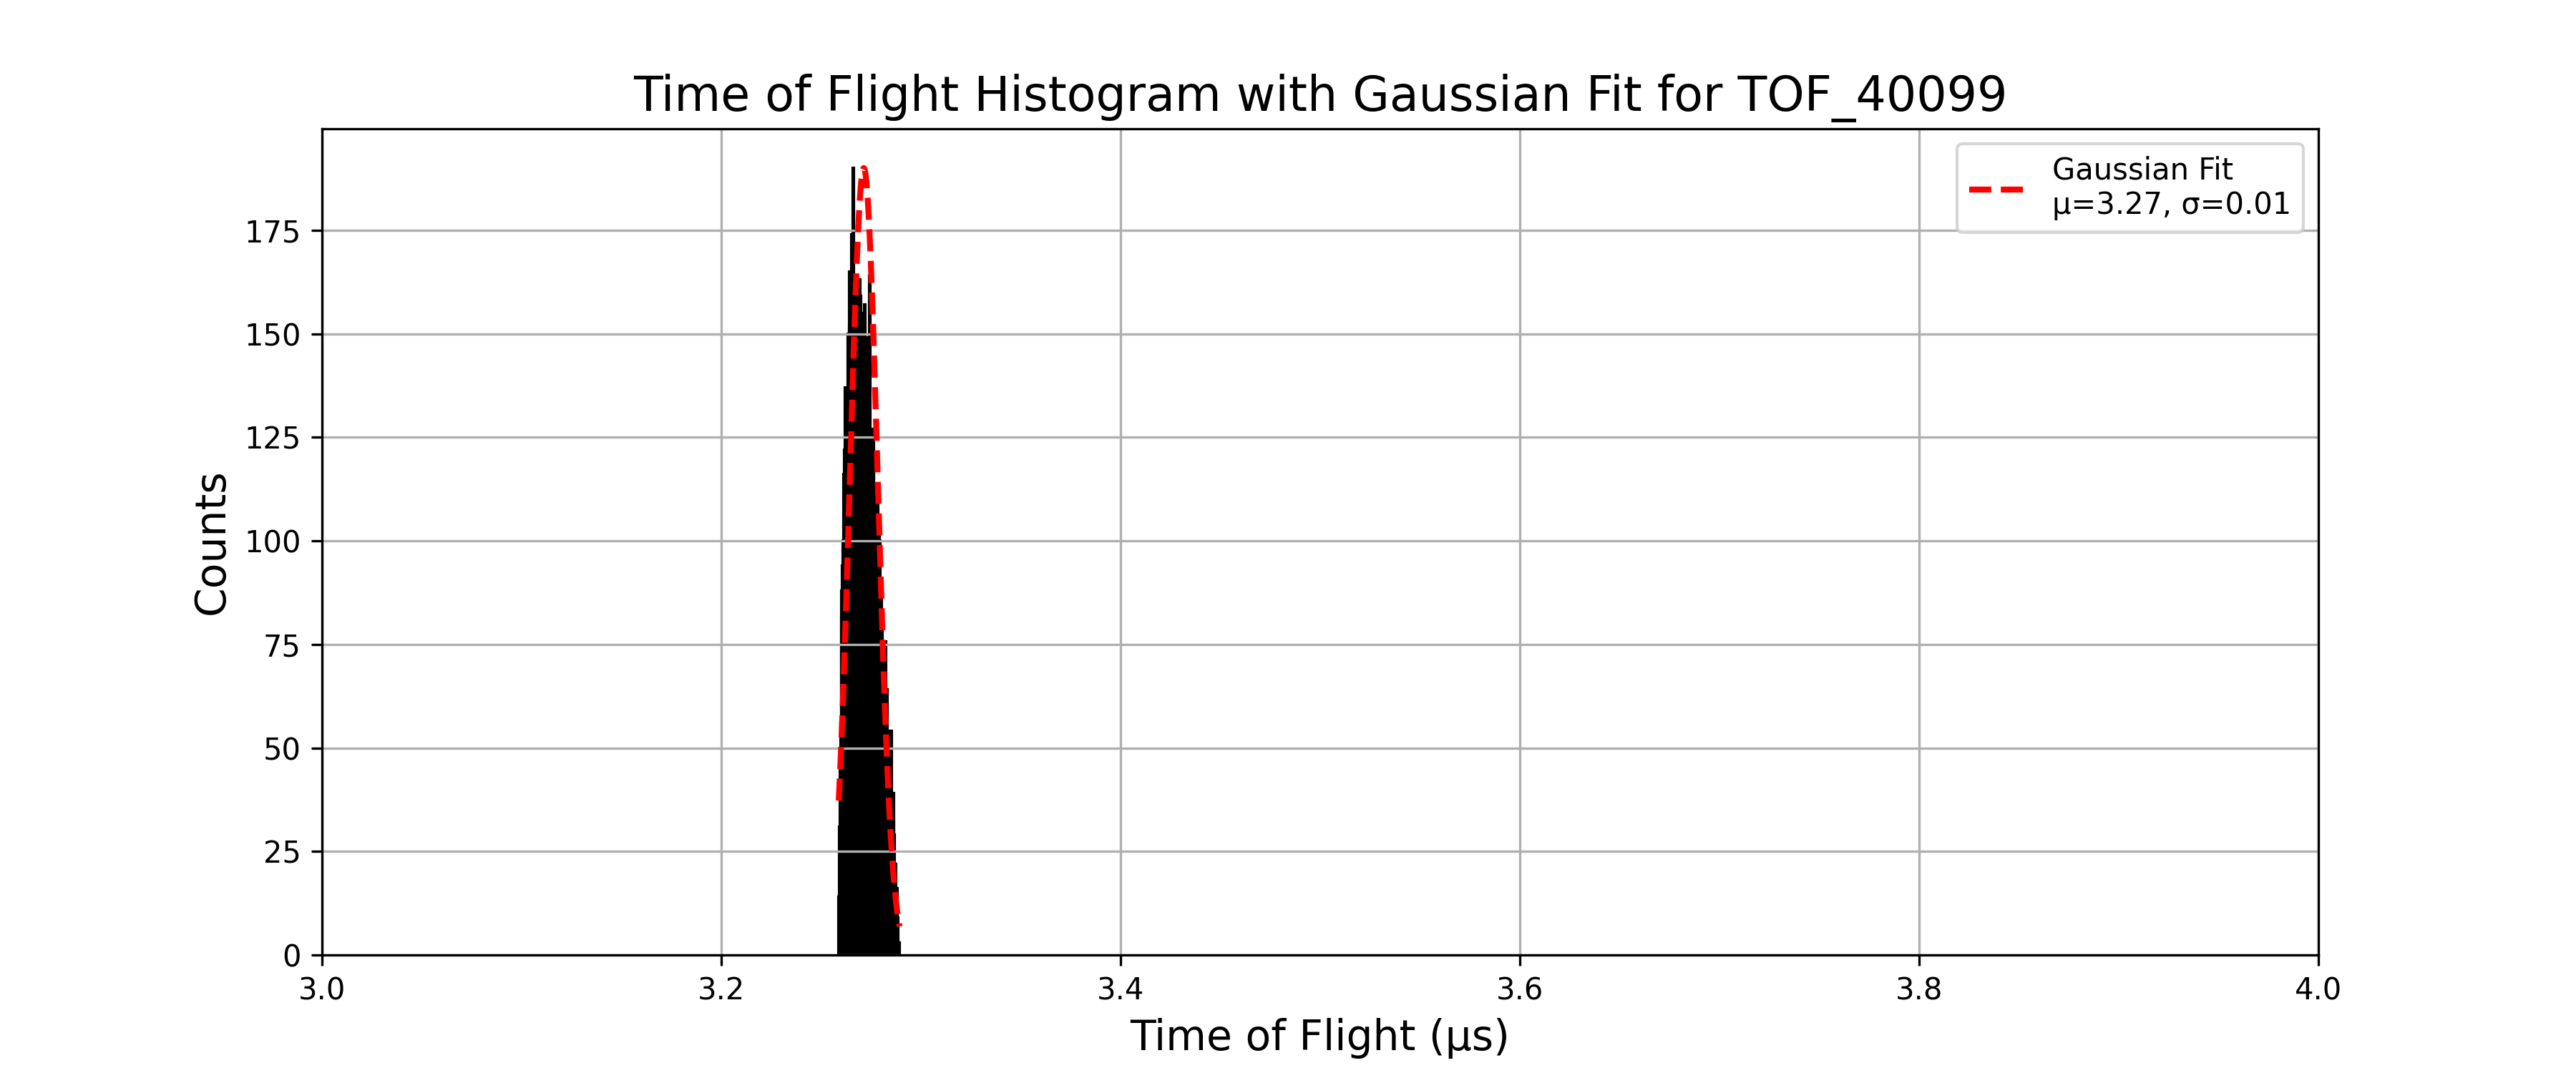 Time of Flight Histogram with Gaussian Fit for TOF_40099
Gaussian Fit
μ=3.27, σ=0.01
175
150
125
100
75
50
25
0
Counts
3.0 3.2 3.4 3.6 3.8 4.0
Time of Flight (μs)